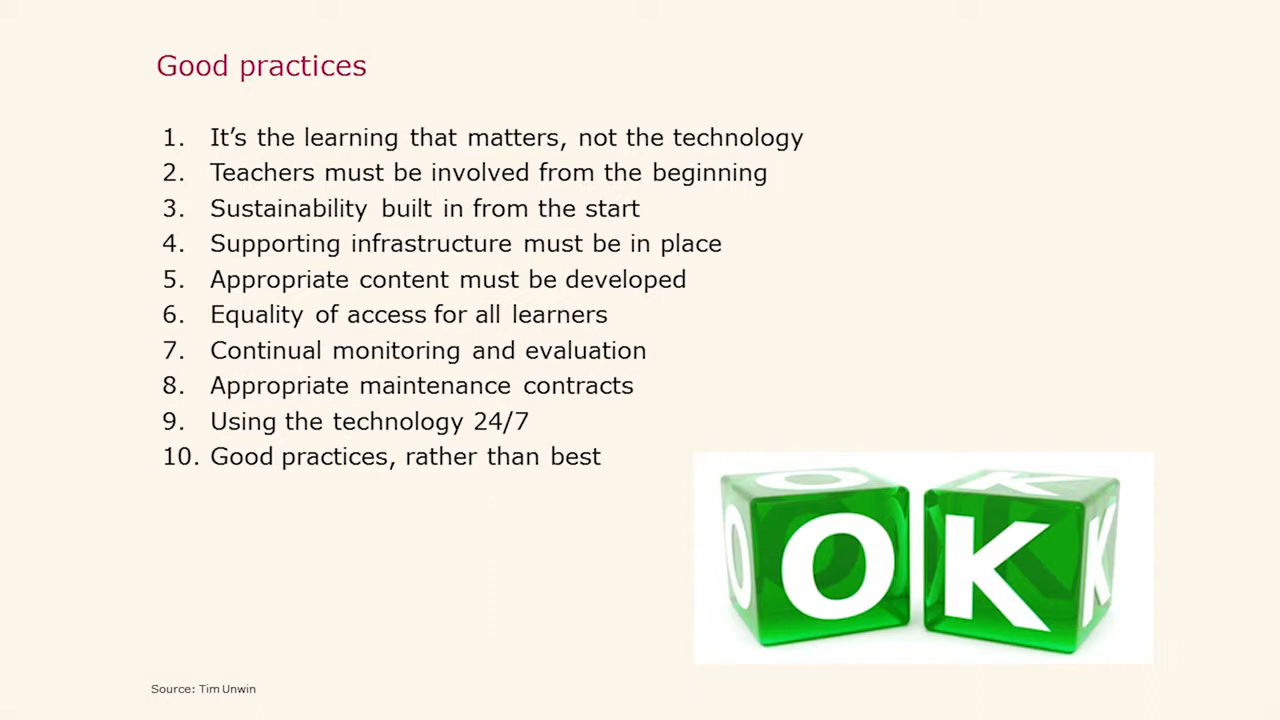 Good practices
1. It's the learning that matters, not the technology
2. Teachers must be involved from the beginning
3. Sustainability built in from the start
4. Supporting infrastructure must be in place
5. Appropriate content must be developed
6. Equality of access for all learners
7. Continual monitoring and evaluation
8. Appropriate maintenance contracts
9. Using the technology 24/7
10. Good practices, rather than best
O K
O O K K
Source: Tim Unwin